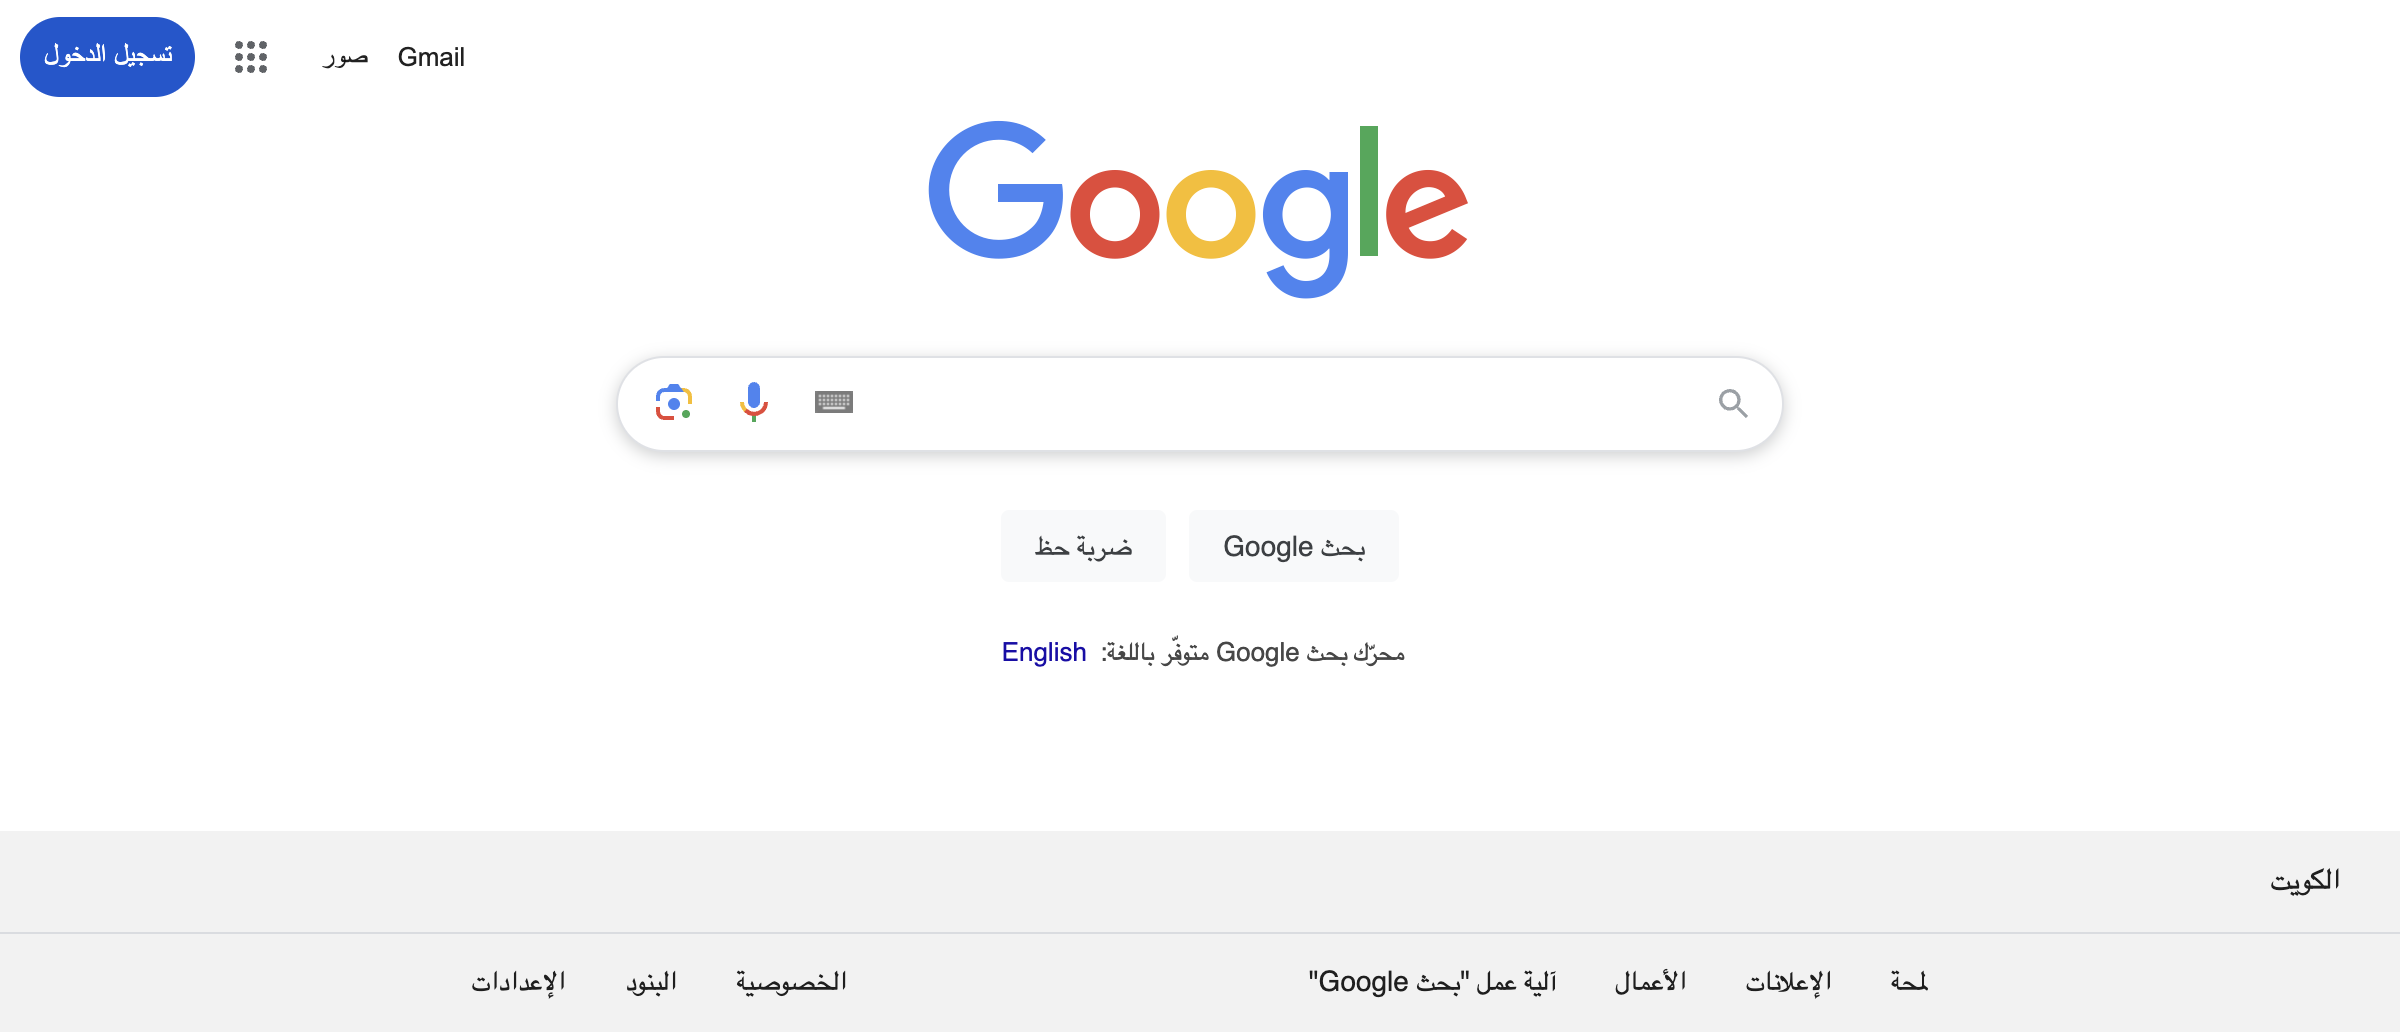 Gmail صور تسجيل الدخول
Google
بحث Google ضربة حظ
محرّك بحث Google متوفّر باللغة: English
الكويت
لمحة الإعلانات الأعمال آلية عمل "بحث Google" الخصوصية البنود الإعدادات